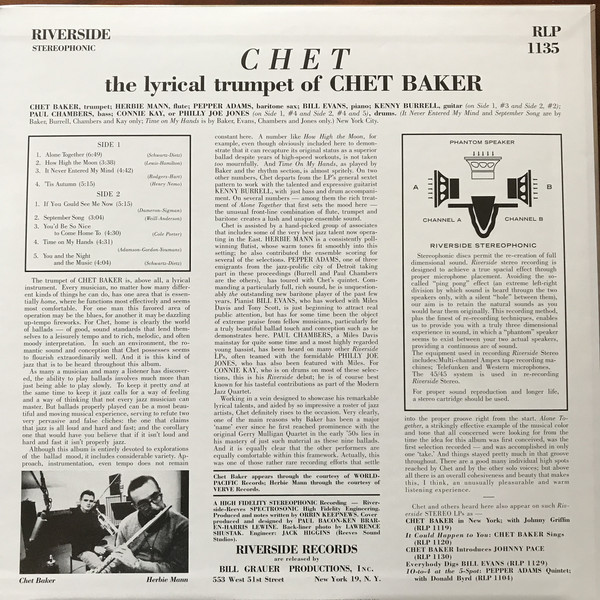 RIVERSIDE
STEREOPHONIC
RLP
1135
CHET
the lyrical trumpet of CHET BAKER
CHET BAKER, trumpet; HERBIE MANN, flute; PEPPER ADAMS, baritone sax; BILL EVANS, piano; KENNY BURRELL, guitar (on Side 1, #3 and Side 2, #2);
PAUL CHAMBERS, bass; CONNIE KAY, or PHILLY JOE JONES (on Side 1, #4 and Side 2, #4 and 5), drums. (It Never Entered My Mind and September Song are by
Baker, Burrell, Chambers and Kay only; Time on My Hands is by Baker, Evans, Chambers and Jones only.) New York City.
SIDE 1
1. Alone Together (6:49) (Schwartz-Dietz)
2. How High the Moon (3:38) (Lewis-Hamilton)
3. It Never Entered My Mind (4:42)
(Rodgers-Hart)
4. 'Tis Autumn (5:15) (Henry Nemo)
SIDE 2
1. If You Could See Me Now (5:15)
(Dameron-Sigman)
2. September Song (3:04) (Weill-Anderson)
3. You'd Be So Nice
to Come Home To (4:30) (Cole Porter)
4. Time on My Hands (4:31)
(Adamson-Gordon-Youmans)
5. You and the Night
and the Music (4:04) (Schwartz-Dietz)
The trumpet of CHET BAKER is, above all, a lyrical
instrument. Every musician, no matter how many differ-
ent kinds of things he can do, has one area that is essen-
tially home, where he functions most effectively and seems
most comfortable. For one man this favored area of
operation may be the blues, for another it may be dazzling
up-tempo fireworks. For Chet, home is clearly the world
of ballads — of good, sound standards that lend them-
selves to a leisurely tempo and to rich, melodic, and often
moody interpretation. In such an environment, the ro-
mantic sound and conception that Chet possesses seems
to flourish extraordinarily well. And it is this kind of
jazz that is to be heard throughout this album.
As many a musician and many a listener has discover-
ed, the ability to play ballads involves much more than
just being able to play slowly. To keep it pretty and at
the same time to keep it jazz calls for a way of feeling
and a way of thinking that not every jazz musician can
master. But ballads properly played can be a most beau-
tiful and moving musical experience, serving to refute two
very pervasive and false clichés: the one that claims
that jazz is all loud and hard and fast; and the corollary
one that would have you believe that if it isn't loud and
hard and fast it isn't properly jazz.
Although this album is entirely devoted to explorations
of the ballad mood, it includes considerable variety. Ap-
proach, instrumentation, even tempo does not remain
constant here. A number like How High the Moon, for
example, even though obviously included here to demon-
strate that it can recapture its original status as a superior
ballad despite years of high-speed workouts, is not taken
too mournfully. And Time On My Hands, as played by
Baker and the rhythm section, is almost spritely. On two
other numbers, Chet departs from the LP's general sextet
pattern to work with the talented and expressive guitarist
KENNY BURRELL, with just bass and drum accompani-
ment. On several numbers — among them the rich treat-
ment of Alone Together that first sets the mood here —
the unusual front-line combination of flute, trumpet and
baritone creates a lush and unique ensemble sound.
Chet is assisted by a hand-picked group of associates
that includes some of the very best jazz talent now operat-
ing in the East. HERBIE MANN is a consistently poll-
winning flutist, whose warm tones fit smoothly into this
setting; he also contributed the ensemble scoring for
several of the selections. PEPPER ADAMS, one of three
emigrants from the jazz-prolific city of Detroit taking
part in these proceedings (Burrell and Paul Chambers
are the others), has toured with Chet's quintet. Com-
manding a particularly full, rich sound, he is unquestion-
ably the outstanding new baritone player of the past few
years. Pianist BILL EVANS, who has worked with Miles
Davis and Tony Scott, is just beginning to attract real
public attention, but has for some time been the object
of extreme praise from fellow musicians, particularly for
a truly beautiful ballad touch and conception such as he
demonstrates here. PAUL CHAMBERS, a Miles Davis
mainstay for quite some time and a most highly regarded
young bassist, has been heard on many recent Riverside
LPs, often teamed with the formidable PHILLY JOE
JONES, who has also been featured with Miles. For
CONNIE KAY, who is on drums on most of these selec-
tions, this is his Riverside debut; he is of course best
known for his tasteful contributions as part of the Modern
Jazz Quartet.
Working in a vein designed to showcase his remarkable
lyrical talents, and aided by so impressive a roster of jazz
artists, Chet definitely rises to the occasion. Very clearly,
one of the main reasons why Baker has been a major
'name' ever since he first reached prominence with the
original Gerry Mulligan Quartet in the early '50s lies in
his mastery of just such material as these nine ballads.
And it is equally clear that the other performers are
equally comfortable within this framework. Actually, this
was one of those rather rare recording efforts that settle
Chet Baker appears through the courtesy of WORLD-
PACIFIC Records; Herbie Mann through the courtesy of
VERVE Records.
A HIGH FIDELITY STEREOPHONIC Recording — River-
side-Reeves SPECTROSONIC High Fidelity Engineering.
Produced and notes written by ORRIN KEEPNEWS. Cover
produced and designed by PAUL BACON-KEN BRAR-
EN-HARRIS LEWINE. Back-liner photo by LAWRENCE
SHUSTAK. Engineer: JACK HIGGINS (Reeves Sound
Studios).
RIVERSIDE RECORDS
are released by
BILL GRAUER PRODUCTIONS, INC.
553 West 51st Street New York 19, N. Y.
PHANTOM SPEAKER
A
B
CHANNEL A
CHANNEL B
RIVERSIDE STEREOPHONIC
Stereophonic discs permit the re-creation of full
dimensional sound. Riverside stereo recording is
designed to achieve a true spacial effect through
proper microphone placement. Avoiding the so-
called "ping pong" effect (an extreme left-right
division by which sound is heard through the two
speakers only, with a silent "hole" between them),
our aim is to retain the natural sounds as you
would hear them originally. This recording method,
plus the finest of re-recording techniques, enables
us to provide you with a truly three dimensional
experience in sound, in which a "phantom" speaker
seems to exist between your two actual speakers,
providing a continuous arc of sound.
The equipment used in recording Riverside Stereo
includes: Multi-channel Ampex tape recording ma-
chines; Telefunken and Western microphones.
The 45/45 system is used in re-recording
Riverside Stereo.
For proper sound reproduction and longer life,
a stereo cartridge should be used.
into the proper groove right from the start. Alone To-
gether, a strikingly effective example of the musical color
and tone that all concerned were looking for from the
time the idea for this album was first conceived, was the
first selection recorded — and was accomplished in only
one 'take.' And things stayed pretty much in that groove
throughout. There are a good many individual high spots
reached by Chet and by the other solo voices; but above
all there is an overall cohesiveness and beauty that makes
this, I think, an unusually pleasurable and warm
listening experience.
Chet and others heard here also appear on such Riv-
erside STEREO LPs as —
CHET BAKER in New York; with Johnny Griffin
(RLP 1119)
It Could Happen to You: CHET BAKER Sings
(RLP 1120)
CHET BAKER Introduces JOHNNY PACE
(RLP 1130)
Everybody Digs BILL EVANS (RLP 1129)
10-to-4 at the 5-Spot: PEPPER ADAMS Quintet;
with Donald Byrd (RLP 1104)
Chet Baker
Herbie Mann